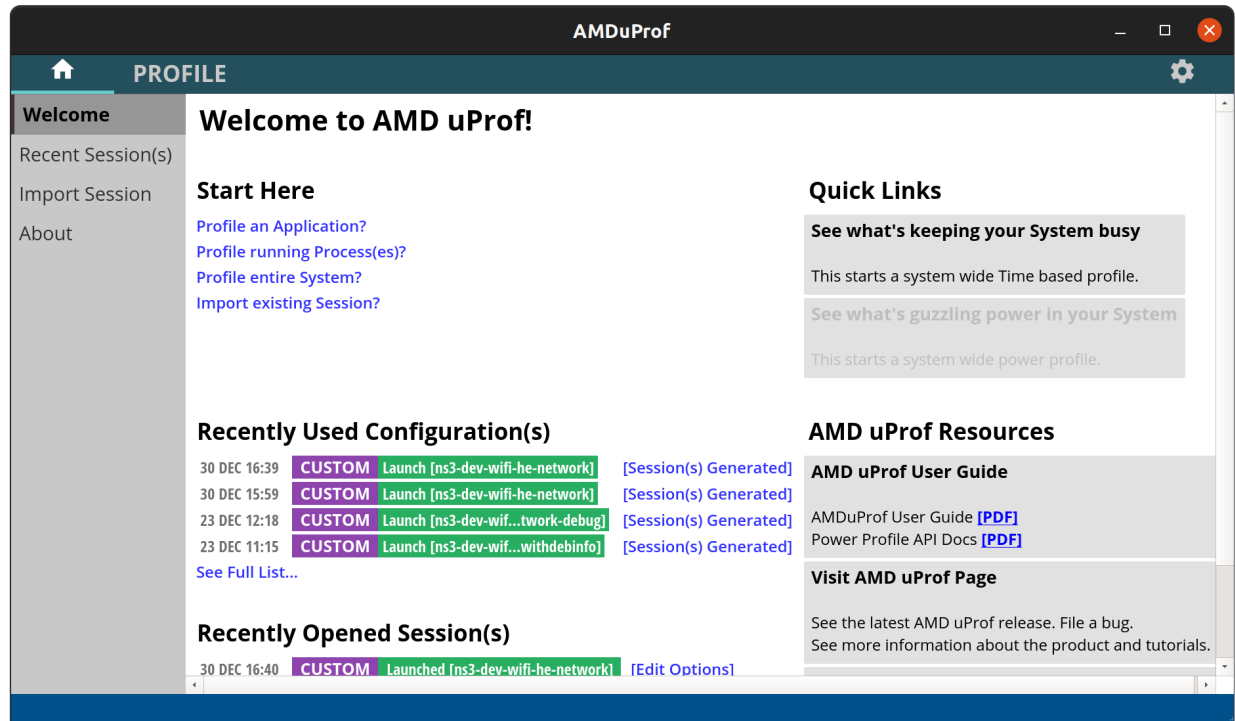 AMDuProf
PROFILE
Welcome
Recent Session(s)
Import Session
About
Welcome to AMD uProf!
Start Here
Profile an Application?
Profile running Process(es)?
Profile entire System?
Import existing Session?
Quick Links
See what's keeping your System busy
This starts a system wide Time based profile.
See what's guzzling power in your System
This starts a system wide power profile.
Recently Used Configuration(s)
30 DEC 16:39 CUSTOM Launch [ns3-dev-wifi-he-network] [Session(s) Generated]
30 DEC 15:59 CUSTOM Launch [ns3-dev-wifi-he-network] [Session(s) Generated]
23 DEC 12:18 CUSTOM Launch [ns3-dev-wif...twork-debug] [Session(s) Generated]
23 DEC 11:15 CUSTOM Launch [ns3-dev-wif...withdebinfo] [Session(s) Generated]
See Full List...
AMD uProf Resources
AMD uProf User Guide
AMDuProf User Guide [PDF]
Power Profile API Docs [PDF]
Visit AMD uProf Page
See the latest AMD uProf release. File a bug.
See more information about the product and tutorials.
Recently Opened Session(s)
30 DEC 16:40 CUSTOM Launched [ns3-dev-wifi-he-network] [Edit Options]